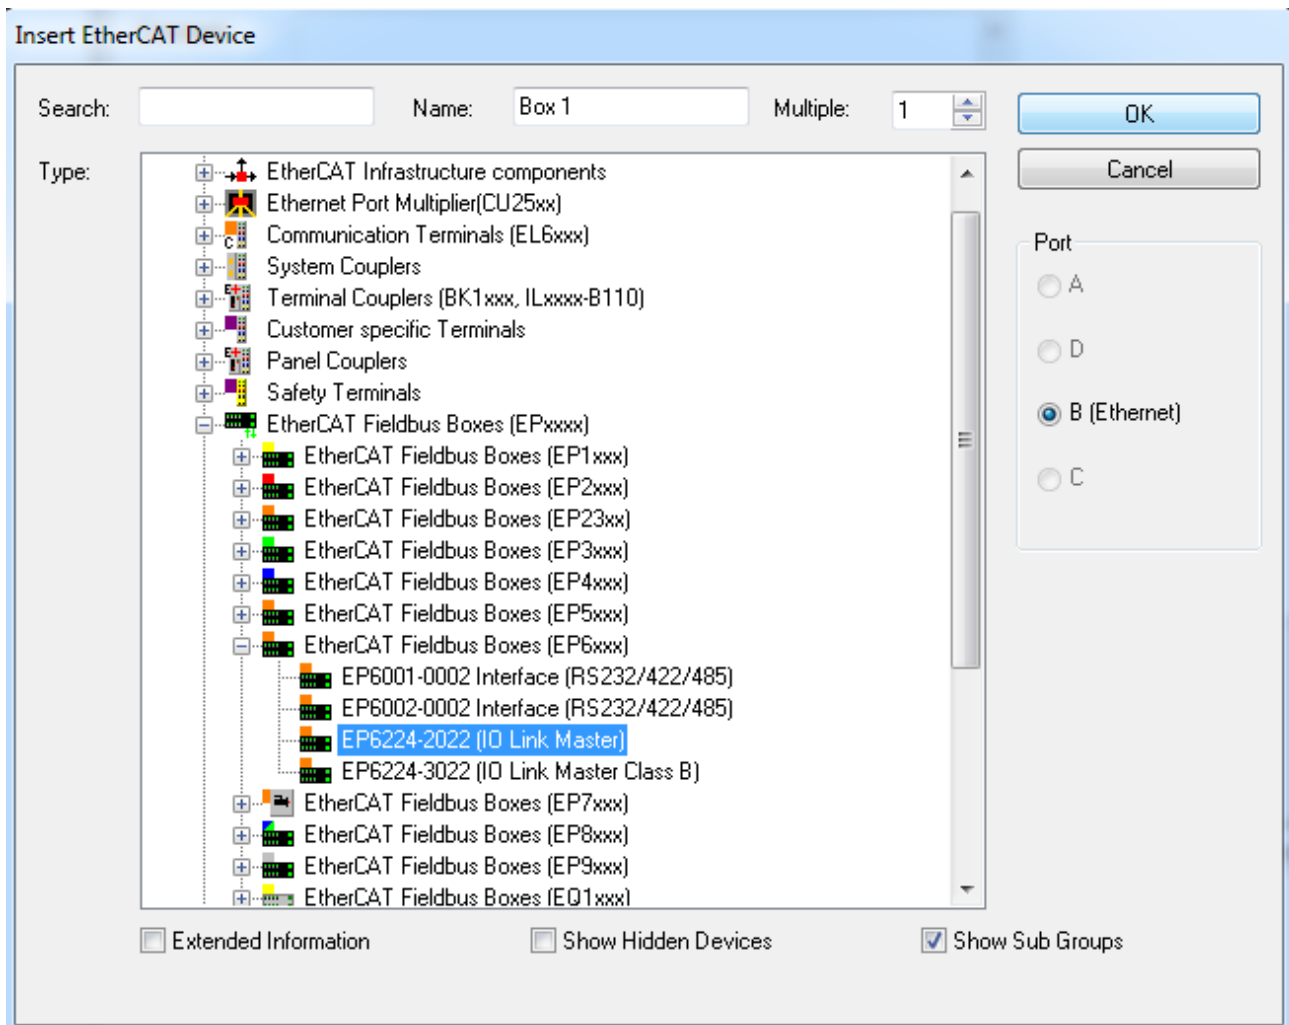 Insert EtherCAT Device
Search:
Name: Box 1
Multiple: 1
OK
Type:
Cancel
EtherCAT Infrastructure components
Ethernet Port Multiplier(CU25xx)
Communication Terminals (EL6xxx)
System Couplers
Terminal Couplers (BK1xxx, ILxxxx-B110)
Customer specific Terminals
Panel Couplers
Safety Terminals
EtherCAT Fieldbus Boxes (EPxxxx)
EtherCAT Fieldbus Boxes (EP1xxx)
EtherCAT Fieldbus Boxes (EP2xxx)
EtherCAT Fieldbus Boxes (EP23xx)
EtherCAT Fieldbus Boxes (EP3xxx)
EtherCAT Fieldbus Boxes (EP4xxx)
EtherCAT Fieldbus Boxes (EP5xxx)
EtherCAT Fieldbus Boxes (EP6xxx)
EP6001-0002 Interface (RS232/422/485)
EP6002-0002 Interface (RS232/422/485)
EP6224-2022 (IO Link Master)
EP6224-3022 (IO Link Master Class B)
EtherCAT Fieldbus Boxes (EP7xxx)
EtherCAT Fieldbus Boxes (EP8xxx)
EtherCAT Fieldbus Boxes (EP9xxx)
EtherCAT Fieldbus Boxes (EQ1xxx)
Port
A
D
B (Ethernet)
C
Extended Information
Show Hidden Devices
Show Sub Groups